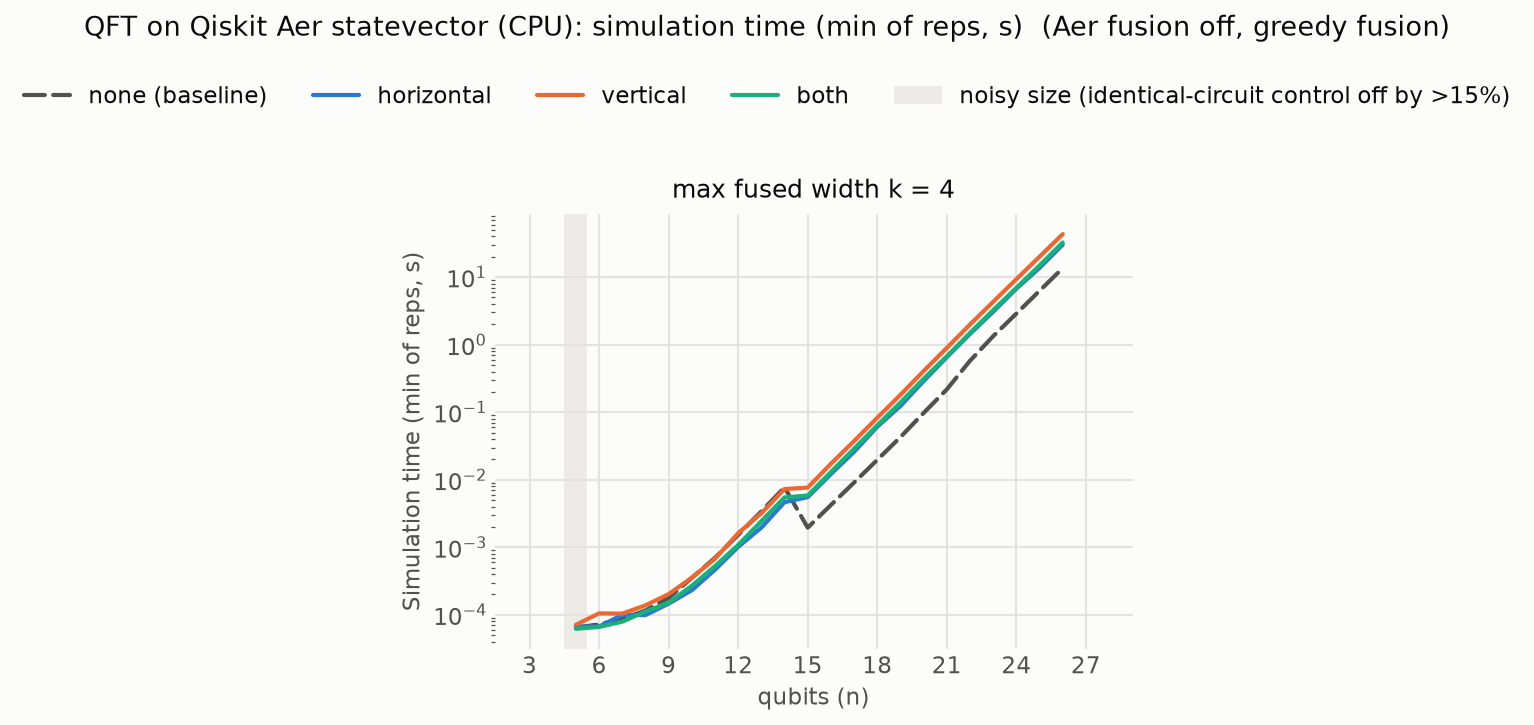 QFT on Qiskit Aer statevector (CPU): simulation time (min of reps, s)  (Aer fusion off, greedy fusion)
none (baseline)  horizontal  vertical  both  noisy size (identical-circuit control off by >15%)
max fused width k = 4
Simulation time (min of reps, s)
10¹
10⁰
10⁻¹
10⁻²
10⁻³
10⁻⁴
3 6 9 12 15 18 21 24 27
qubits (n)